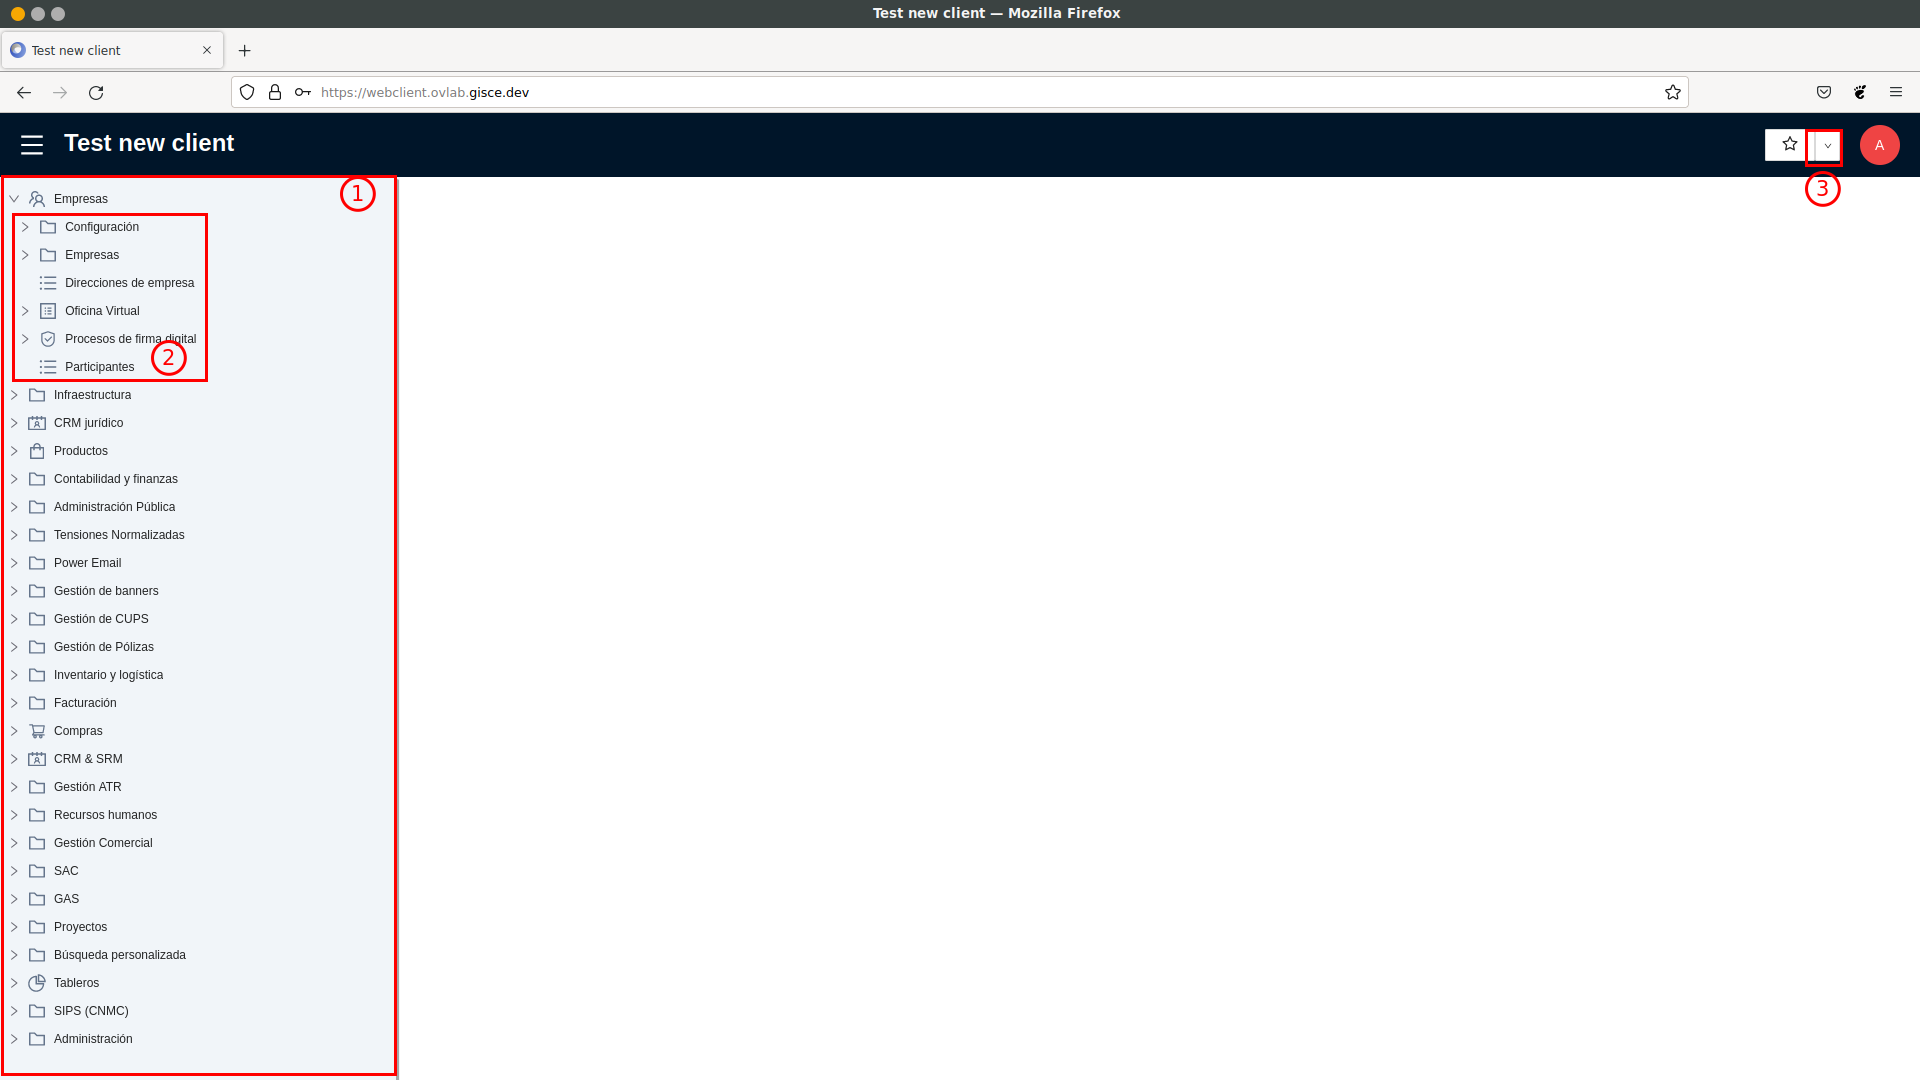 Test new client — Mozilla Firefox
Test new client
https://webclient.ovlab.gisce.dev
Test new client
A
1
3
Empresas
Configuración
Empresas
Direcciones de empresa
Oficina Virtual
Procesos de firma digital
2
Participantes
Infraestructura
CRM jurídico
Productos
Contabilidad y finanzas
Administración Pública
Tensiones Normalizadas
Power Email
Gestión de banners
Gestión de CUPS
Gestión de Pólizas
Inventario y logística
Facturación
Compras
CRM & SRM
Gestión ATR
Recursos humanos
Gestión Comercial
SAC
GAS
Proyectos
Búsqueda personalizada
Tableros
SIPS (CNMC)
Administración